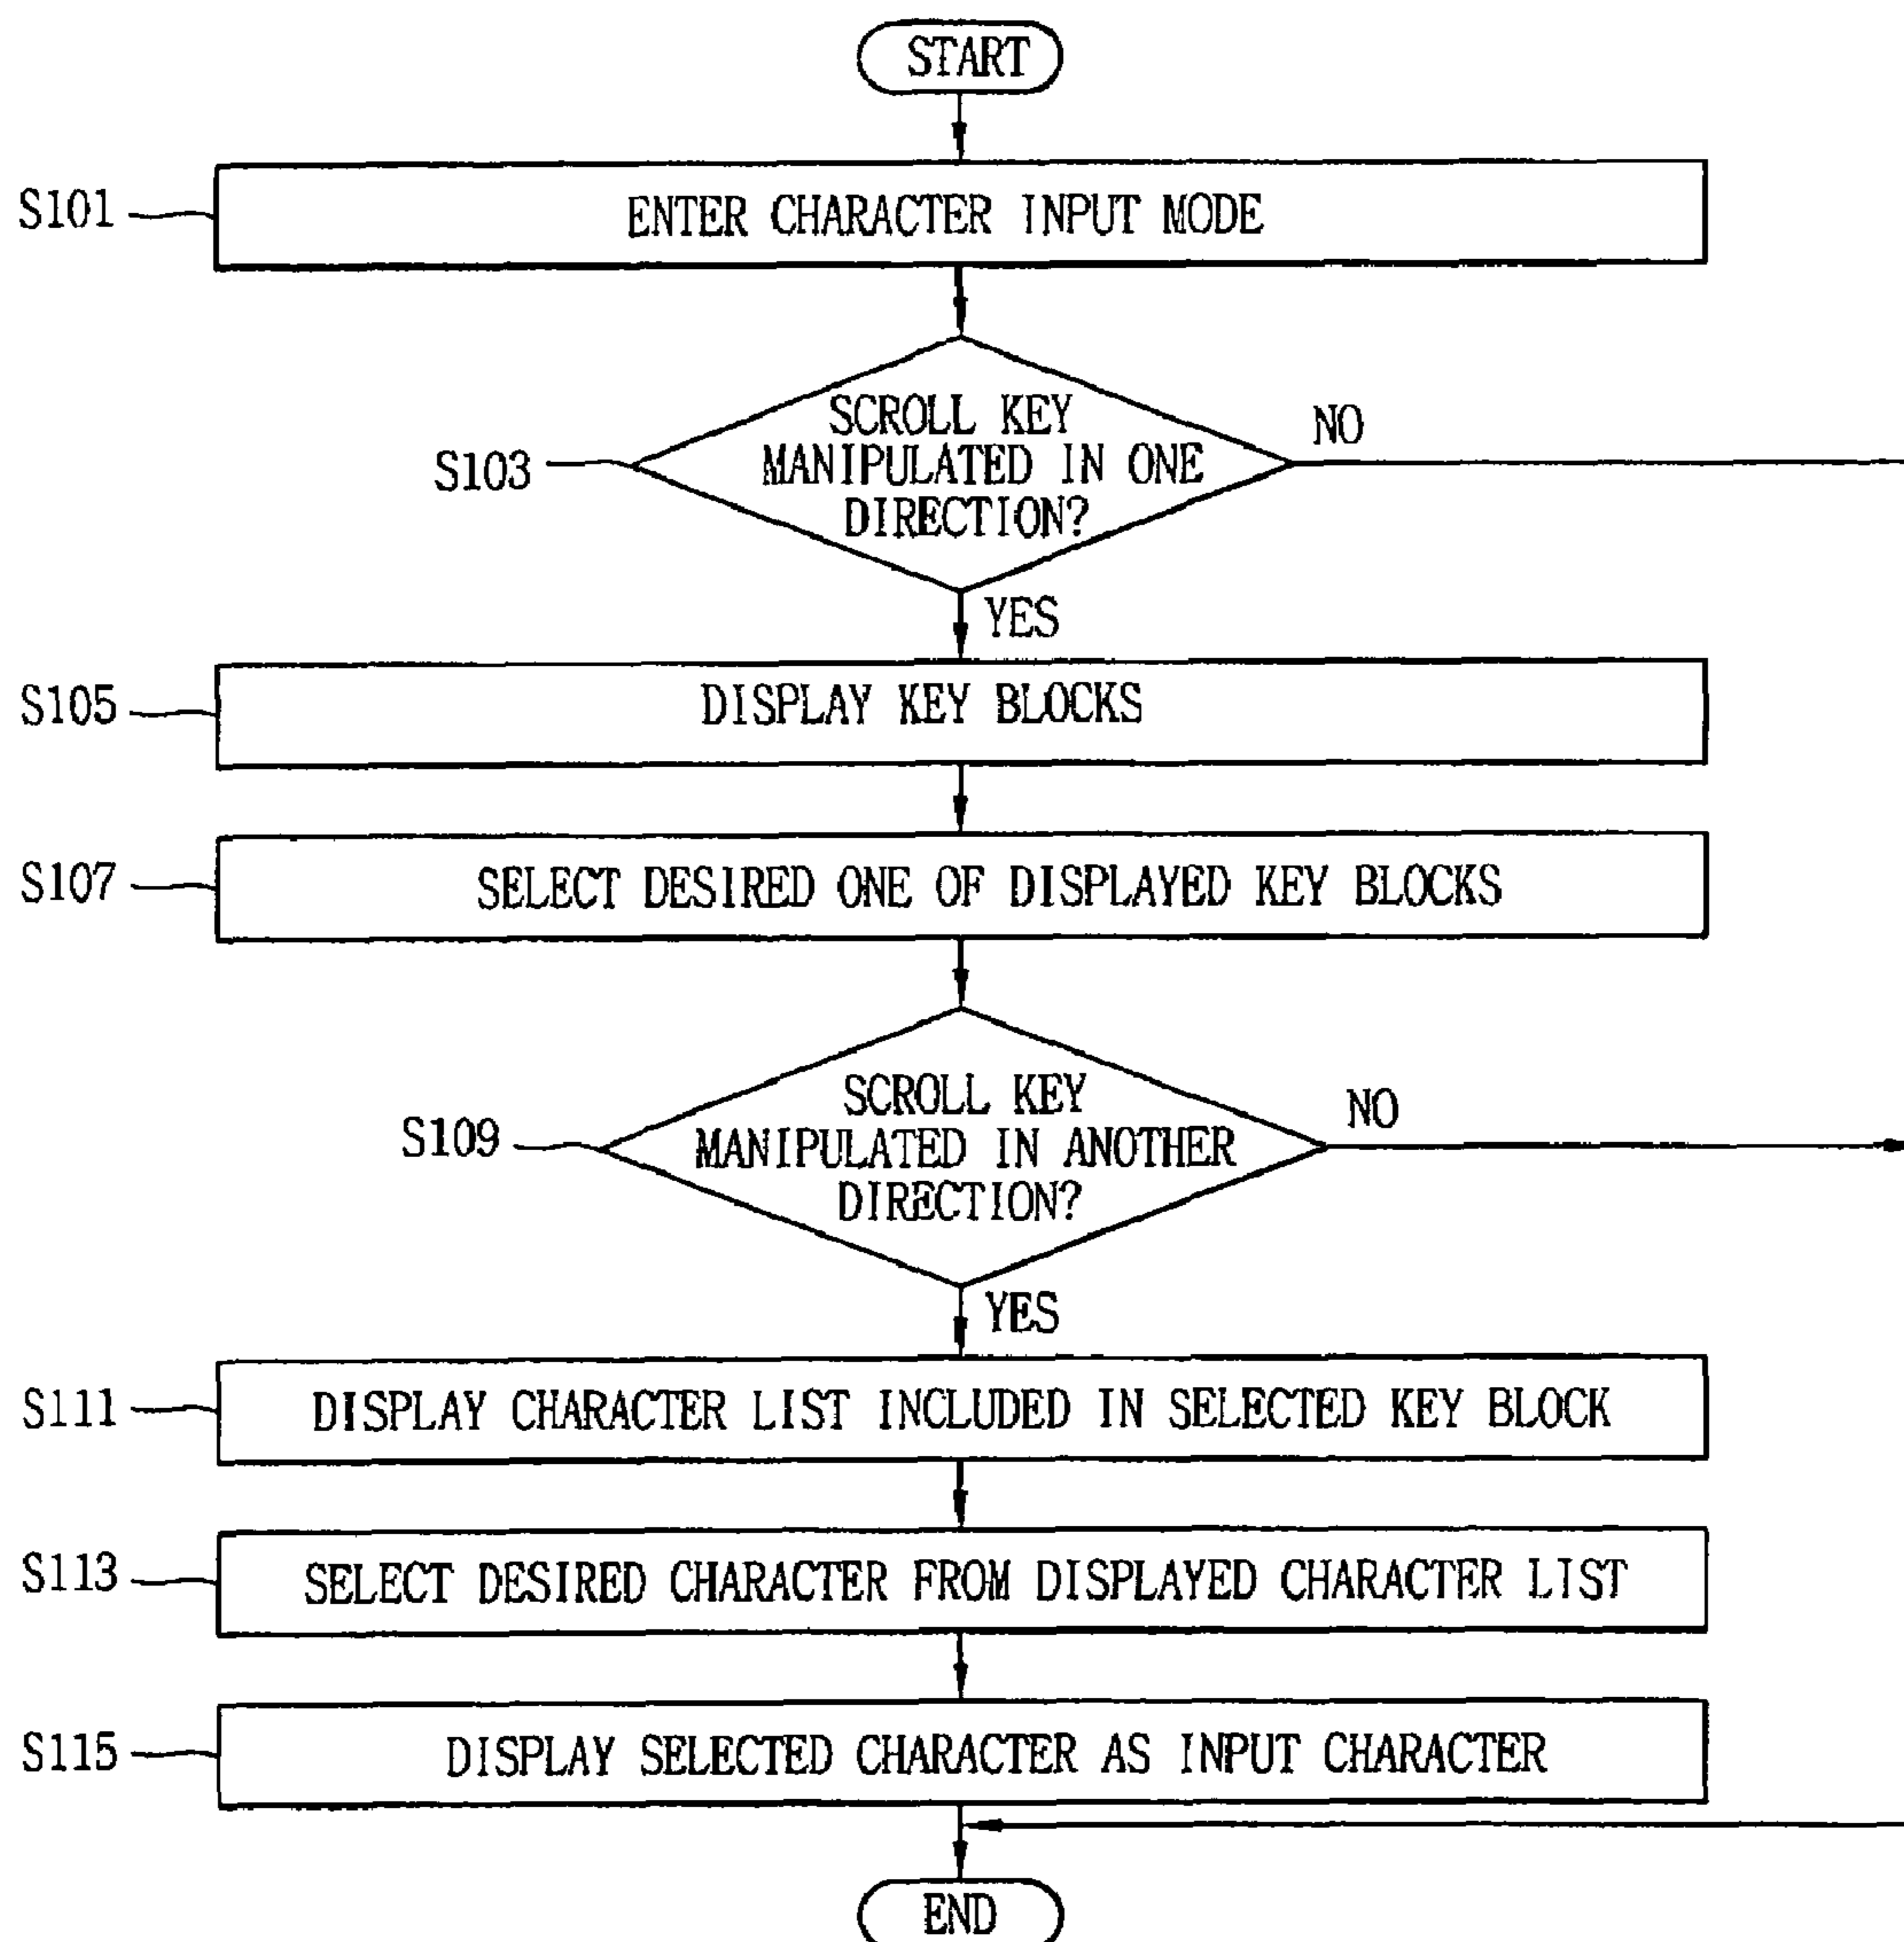 START
S101
ENTER CHARACTER INPUT MODE
S103
SCROLL KEY
MANIPULATED IN ONE
DIRECTION?
NO
YES
S105
DISPLAY KEY BLOCKS
S107
SELECT DESIRED ONE OF DISPLAYED KEY BLOCKS
S109
SCROLL KEY
MANIPULATED IN ANOTHER
DIRECTION?
NO
YES
S111
DISPLAY CHARACTER LIST INCLUDED IN SELECTED KEY BLOCK
S113
SELECT DESIRED CHARACTER FROM DISPLAYED CHARACTER LIST
S115
DISPLAY SELECTED CHARACTER AS INPUT CHARACTER
END